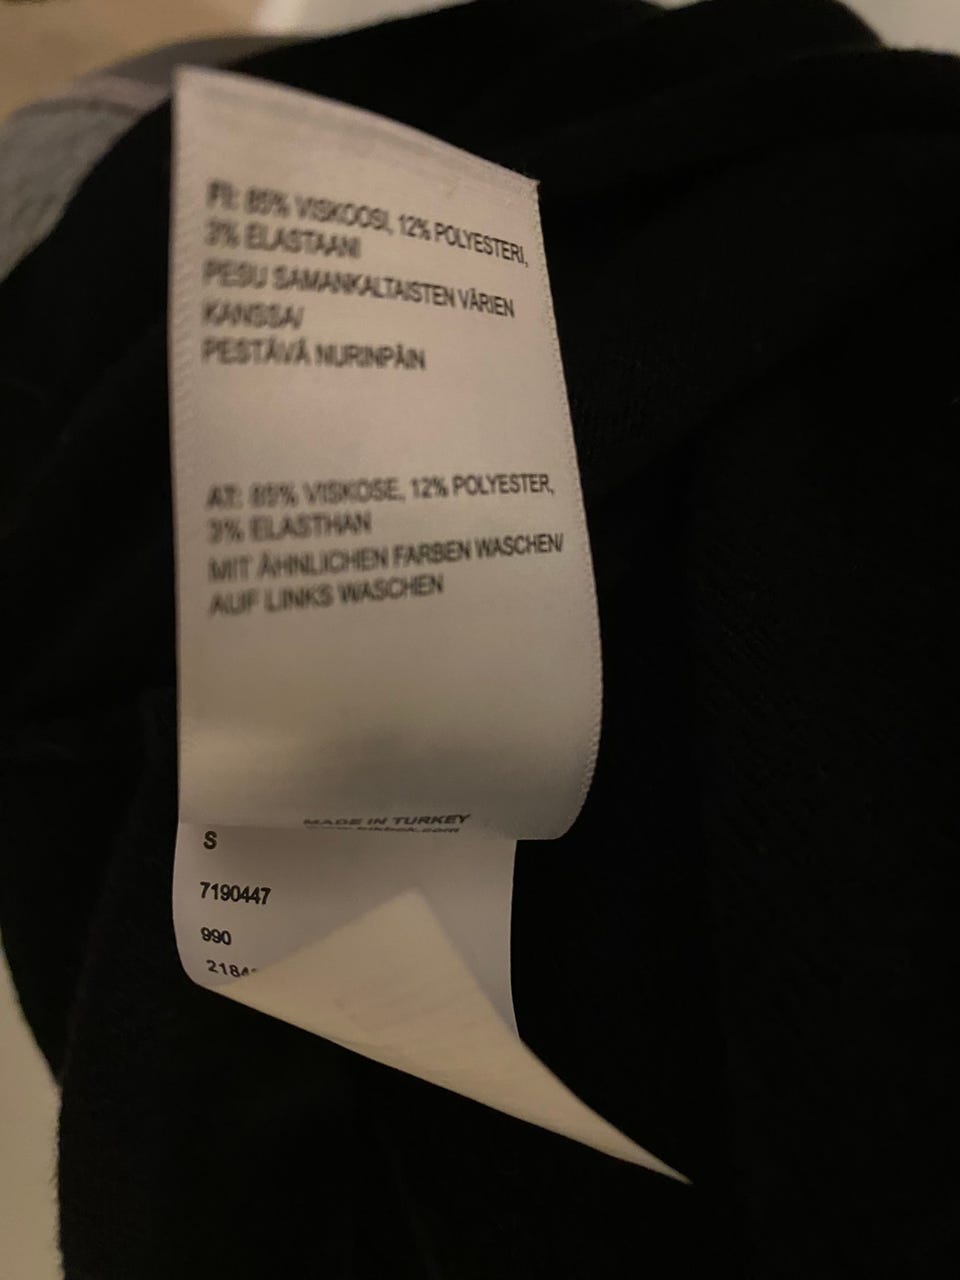 FI: 85% VISKOOSI, 12% POLYESTERI,
3% ELASTAANI
PESU SAMANKALTAISTEN VÄRIEN
KANSSA/
PESTÄVÄ NURINPÄIN
AT: 85% VISKOSE, 12% POLYESTER,
3% ELASTHAN
MIT ÄHNLICHEN FARBEN WASCHEN/
AUF LINKS WASCHEN
MADE IN TURKEY
S
7190447
990